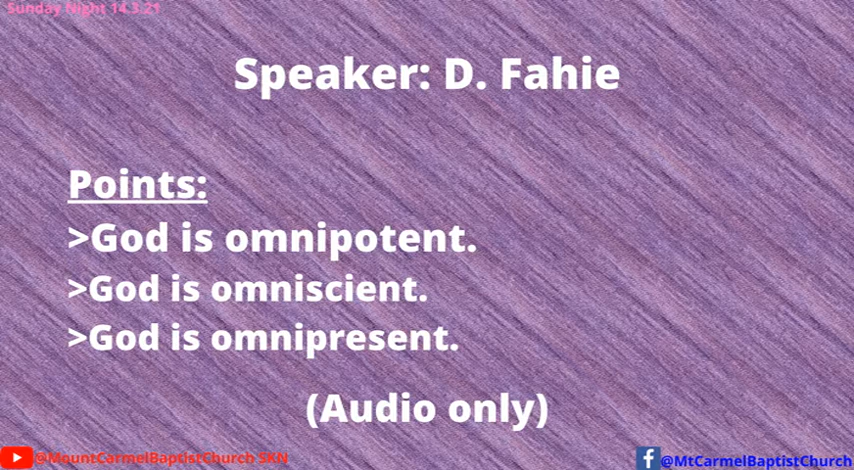 Sunday Night 14.3.21
Speaker: D. Fahie
Points:
>God is omnipotent.
>God is omniscient.
>God is omnipresent.
(Audio only)
@MountCarmelBaptistChurch SKN
@MtCarmelBaptistChurch